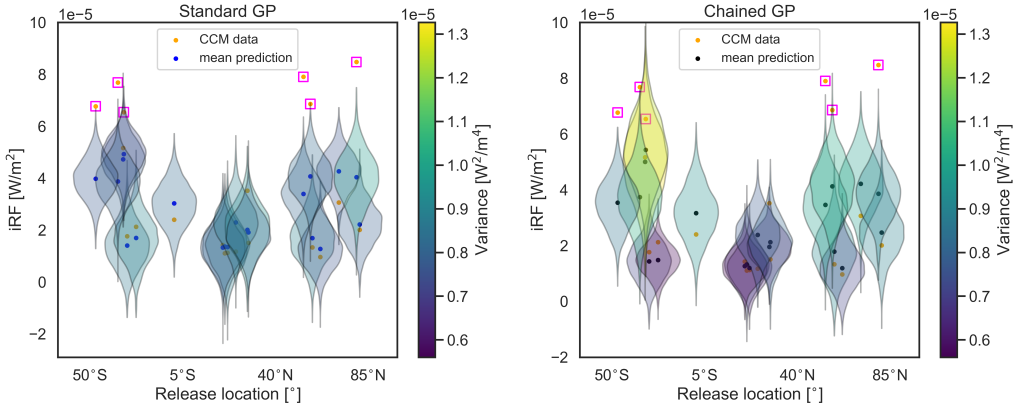 Standard GP
1e−5
1e−5
CCM data
mean prediction
10
8
6
4
2
0
−2
iRF [W/m²]
50°S
5°S
40°N
85°N
Release location [°]
1.3
1.2
1.1
1.0
0.9
0.8
0.7
0.6
Variance [W²/m⁴]
Chained GP
1e−5
1e−5
CCM data
mean prediction
10
8
6
4
2
0
−2
iRF [W/m²]
50°S
5°S
40°N
85°N
Release location [°]
1.3
1.2
1.1
1.0
0.9
0.8
0.7
0.6
Variance [W²/m⁴]